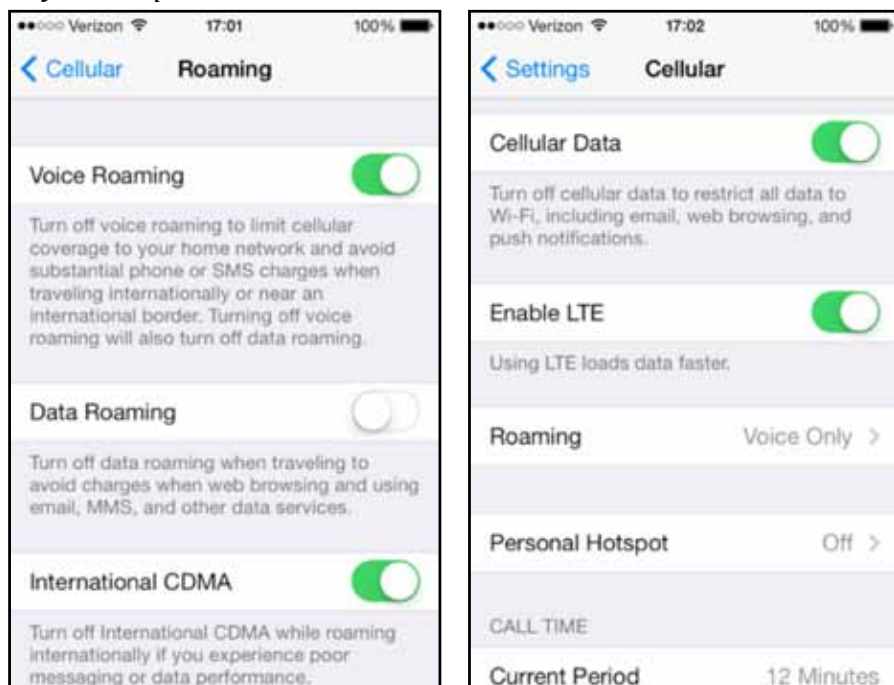 Verizon 17:01 100%
Cellular Roaming
Voice Roaming
Turn off voice roaming to limit cellular
coverage to your home network and avoid
substantial phone or SMS charges when
traveling internationally or near an
international border. Turning off voice
roaming will also turn off data roaming.
Data Roaming
Turn off data roaming when traveling to
avoid charges when web browsing and using
email, MMS, and other data services.
International CDMA
Turn off International CDMA while roaming
internationally if you experience poor
messaging or data performance.
Verizon 17:02 100%
Settings Cellular
Cellular Data
Turn off cellular data to restrict all data to
Wi-Fi, including email, web browsing, and
push notifications.
Enable LTE
Using LTE loads data faster.
Roaming Voice Only
Personal Hotspot Off
CALL TIME
Current Period 12 Minutes